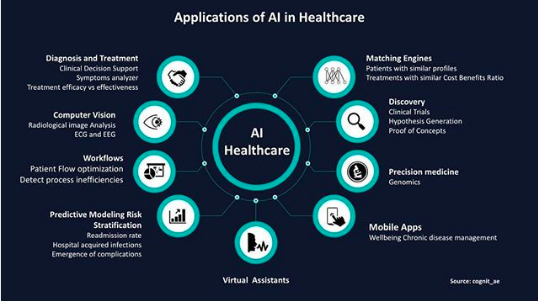 Applications of AI in Healthcare
Diagnosis and Treatment
Clinical Decision Support
Symptoms analyzer
Treatment efficacy vs effectiveness
Computer Vision
Radiological image Analysis
ECG and EEG
Workflows
Patient Flow optimization
Detect process inefficiencies
Predictive Modeling Risk
Stratification
Readmission rate
Hospital acquired infections
Emergence of complications
AI
Healthcare
Matching Engines
Patients with similar profiles
Treatments with similar Cost Benefits Ratio
Discovery
Clinical Trials
Hypothesis Generation
Proof of Concepts
Precision medicine
Genomics
Mobile Apps
Wellbeing Chronic disease management
Virtual Assistants
Source: cognit_ae